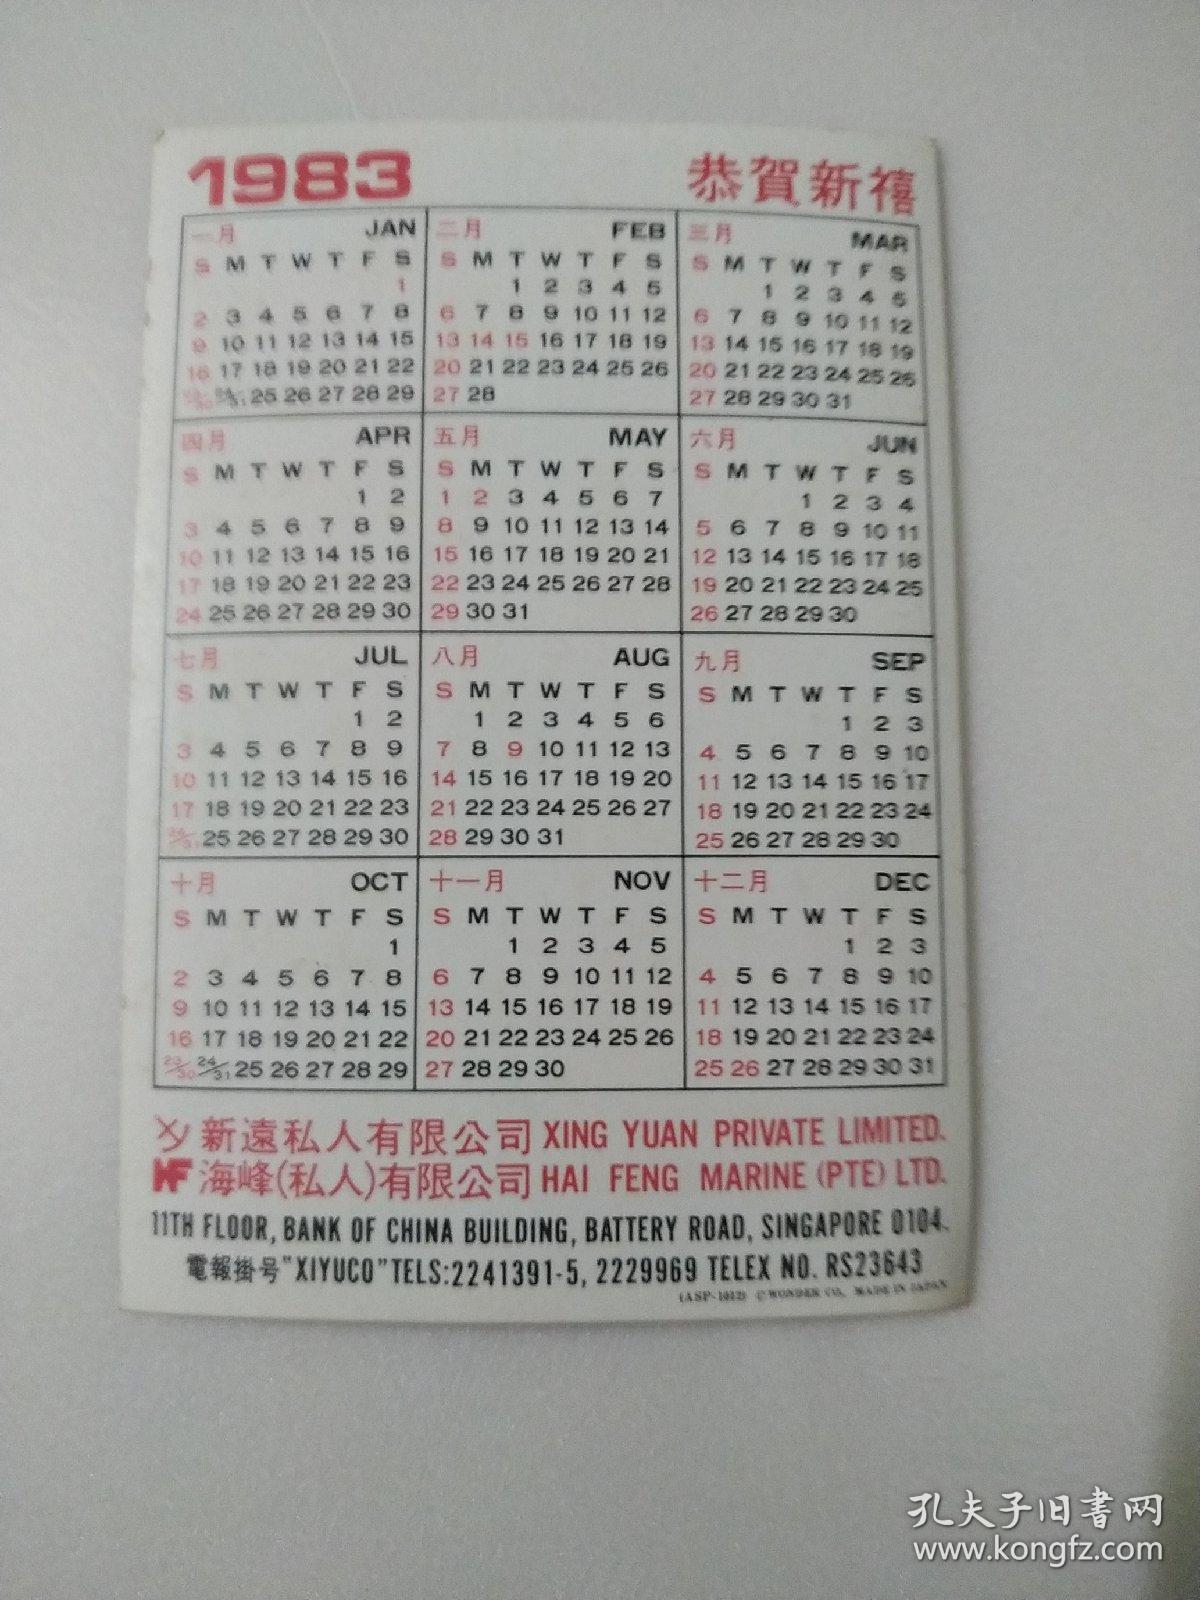 1983 恭賀新禧
一月 JAN
S M T W T F S
1
2 3 4 5 6 7 8
9 10 11 12 13 14 15
16 17 18 19 20 21 22
23/30 24/31 25 26 27 28 29
二月 FEB
S M T W T F S
1 2 3 4 5
6 7 8 9 10 11 12
13 14 15 16 17 18 19
20 21 22 23 24 25 26
27 28
三月 MAR
S M T W T F S
1 2 3 4 5
6 7 8 9 10 11 12
13 14 15 16 17 18 19
20 21 22 23 24 25 26
27 28 29 30 31
四月 APR
S M T W T F S
1 2
3 4 5 6 7 8 9
10 11 12 13 14 15 16
17 18 19 20 21 22 23
24 25 26 27 28 29 30
五月 MAY
S M T W T F S
1 2 3 4 5 6 7
8 9 10 11 12 13 14
15 16 17 18 19 20 21
22 23 24 25 26 27 28
29 30 31
六月 JUN
S M T W T F S
1 2 3 4
5 6 7 8 9 10 11
12 13 14 15 16 17 18
19 20 21 22 23 24 25
26 27 28 29 30
七月 JUL
S M T W T F S
1 2
3 4 5 6 7 8 9
10 11 12 13 14 15 16
17 18 19 20 21 22 23
24/31 25 26 27 28 29 30
八月 AUG
S M T W T F S
1 2 3 4 5 6
7 8 9 10 11 12 13
14 15 16 17 18 19 20
21 22 23 24 25 26 27
28 29 30 31
九月 SEP
S M T W T F S
1 2 3
4 5 6 7 8 9 10
11 12 13 14 15 16 17
18 19 20 21 22 23 24
25 26 27 28 29 30
十月 OCT
S M T W T F S
1
2 3 4 5 6 7 8
9 10 11 12 13 14 15
16 17 18 19 20 21 22
23/30 24/31 25 26 27 28 29
十一月 NOV
S M T W T F S
1 2 3 4 5
6 7 8 9 10 11 12
13 14 15 16 17 18 19
20 21 22 23 24 25 26
27 28 29 30
十二月 DEC
S M T W T F S
1 2 3
4 5 6 7 8 9 10
11 12 13 14 15 16 17
18 19 20 21 22 23 24
25 26 27 28 29 30 31
XY 新遠私人有限公司 XING YUAN PRIVATE LIMITED.
HF 海峰(私人)有限公司 HAI FENG MARINE (PTE) LTD.
11TH FLOOR, BANK OF CHINA BUILDING, BATTERY ROAD, SINGAPORE 0104.
電報掛号"XIYUCO"TELS:2241391-5, 2229969 TELEX NO. RS23643
© WONDER CO. MADE IN JAPAN
孔夫子旧书网
www.kongfz.com